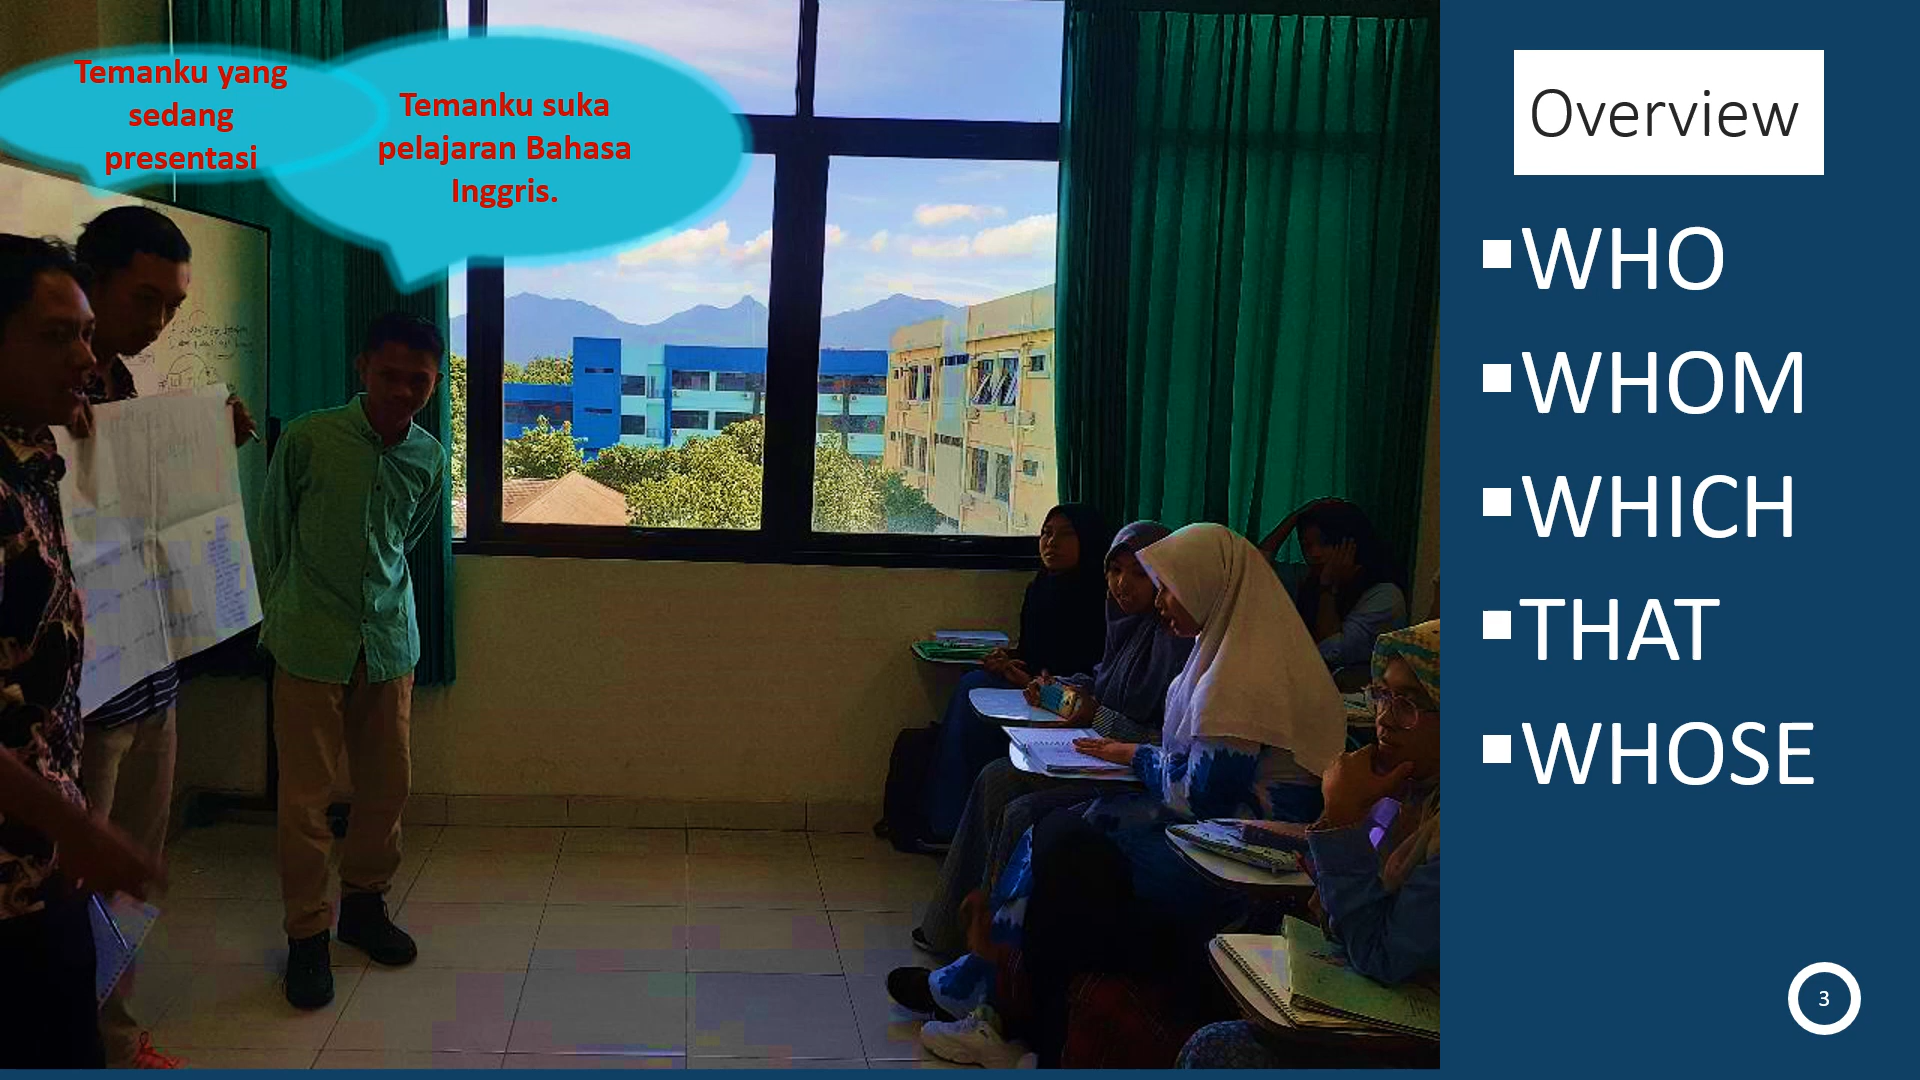 Temanku yang
sedang
presentasi
Temanku suka
pelajaran Bahasa
Inggris.
Overview
WHO
WHOM
WHICH
THAT
WHOSE
3